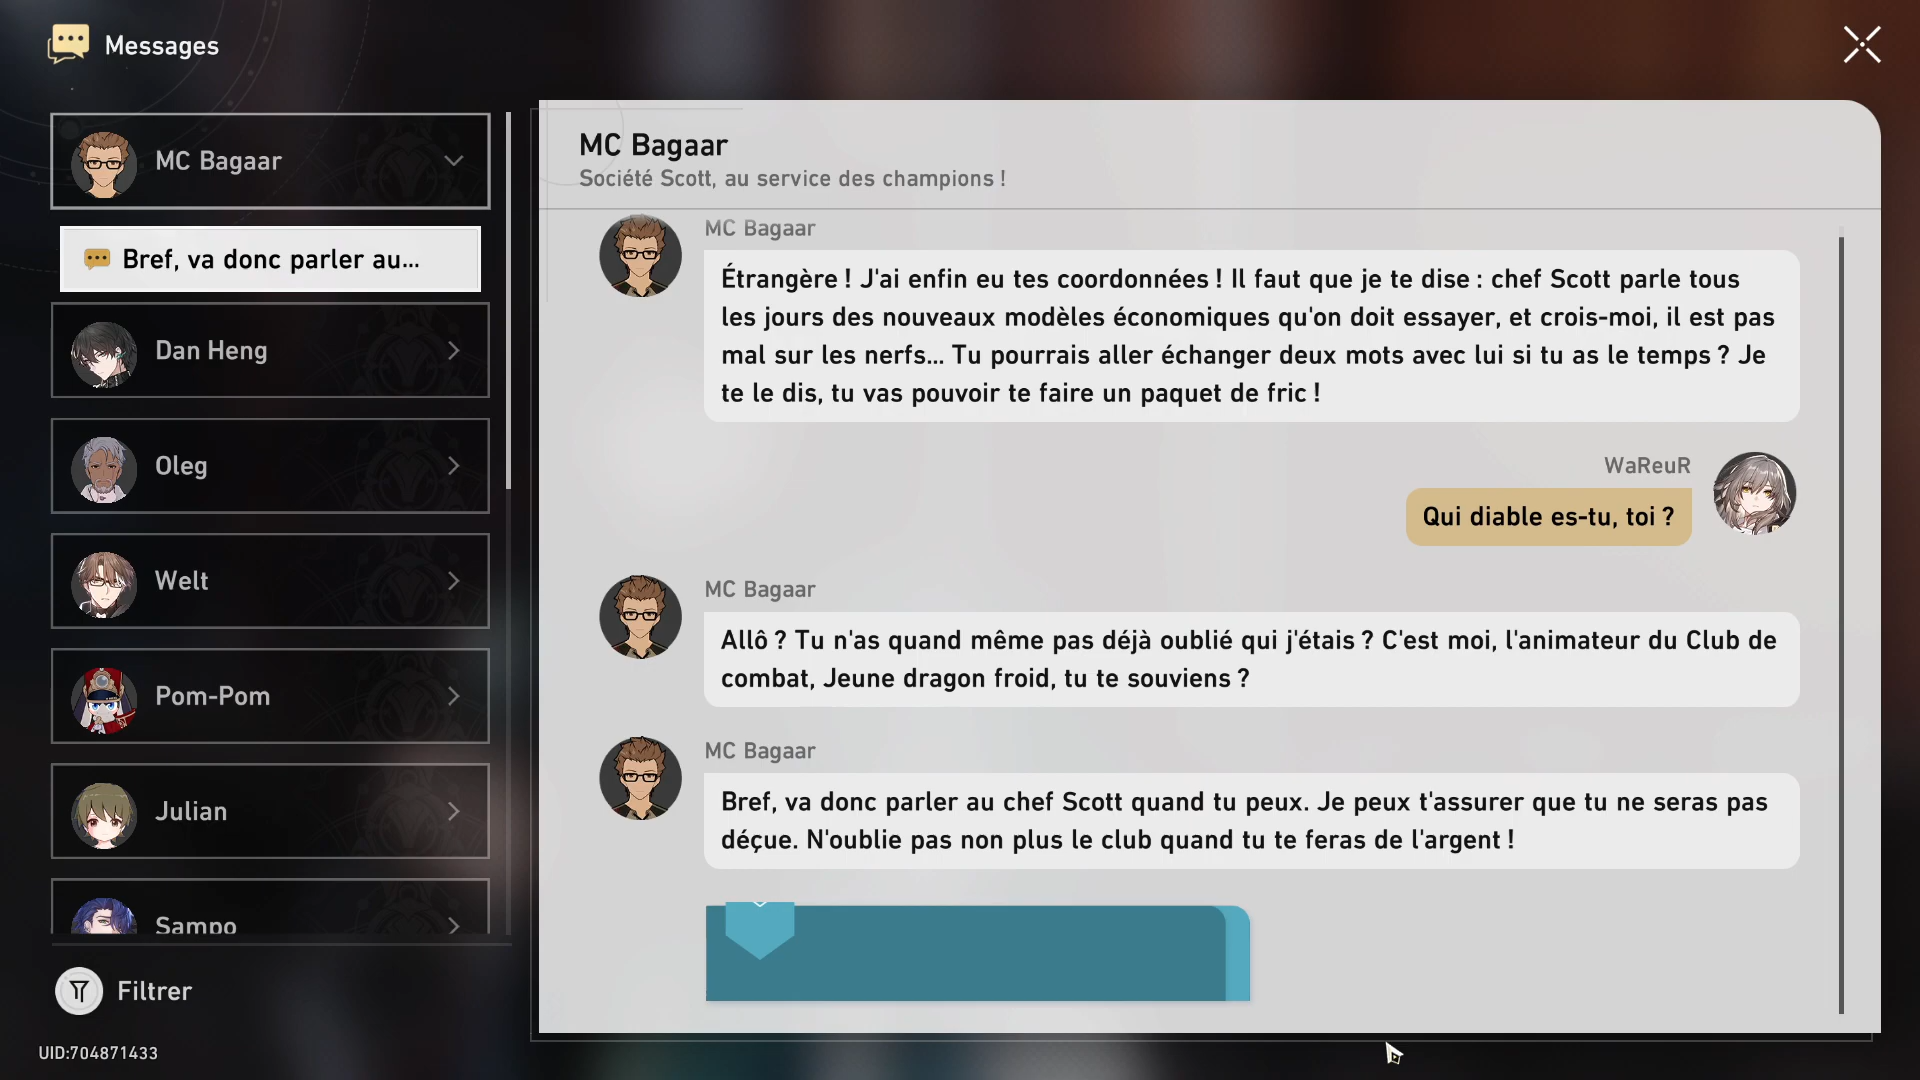 Messages
MC Bagaar
Bref, va donc parler au...
Dan Heng
Oleg
Welt
Pom-Pom
Julian
Sampo
Filtrer
UID:704871433
MC Bagaar
Société Scott, au service des champions !
MC Bagaar
Étrangère ! J'ai enfin eu tes coordonnées ! Il faut que je te dise : chef Scott parle tous
les jours des nouveaux modèles économiques qu'on doit essayer, et crois-moi, il est pas
mal sur les nerfs... Tu pourrais aller échanger deux mots avec lui si tu as le temps ? Je
te le dis, tu vas pouvoir te faire un paquet de fric !
WaReuR
Qui diable es-tu, toi ?
MC Bagaar
Allô ? Tu n'as quand même pas déjà oublié qui j'étais ? C'est moi, l'animateur du Club de
combat, Jeune dragon froid, tu te souviens ?
MC Bagaar
Bref, va donc parler au chef Scott quand tu peux. Je peux t'assurer que tu ne seras pas
déçue. N'oublie pas non plus le club quand tu te feras de l'argent !